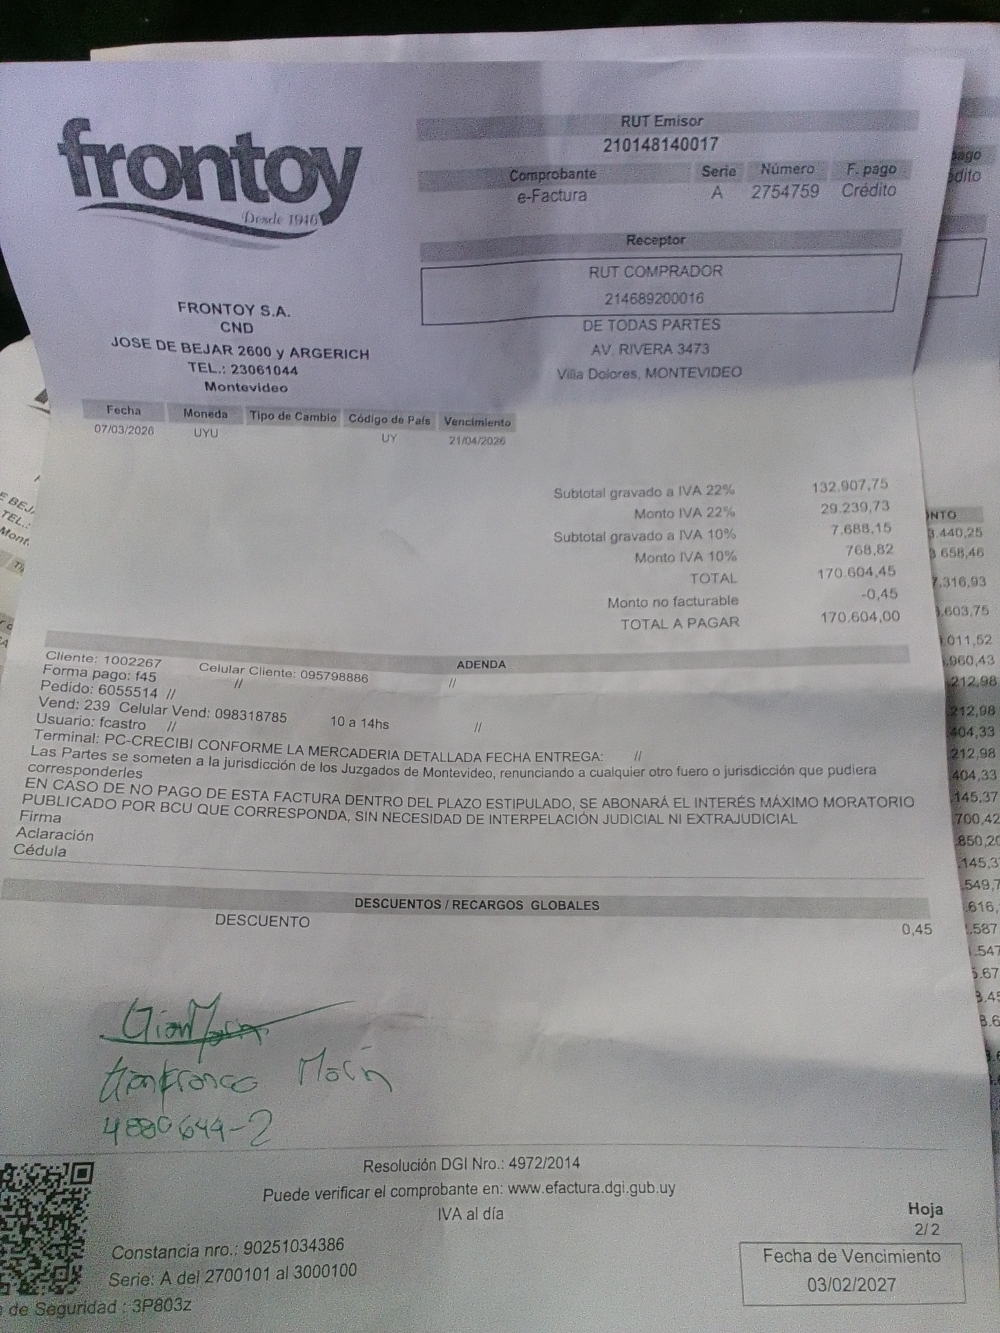 frontoy
Desde 1946
FRONTOY S.A.
CND
JOSE DE BEJAR 2600 y ARGERICH
TEL.: 23061044
Montevideo
RUT Emisor
210148140017
Comprobante Serie Número F. pago
e-Factura A 2754759 Crédito
Receptor
RUT COMPRADOR
214689200016
DE TODAS PARTES
AV. RIVERA 3473
Villa Dolores, MONTEVIDEO
Fecha Moneda Tipo de Cambio Código de País Vencimiento
07/03/2026 UYU UY 21/04/2026
Subtotal gravado a IVA 22% 132.907,75
Monto IVA 22% 29.239,73
Subtotal gravado a IVA 10% 7.688,15
Monto IVA 10% 768,82
TOTAL 170.604,45
Monto no facturable -0,45
TOTAL A PAGAR 170.604,00
ADENDA
Cliente: 1002267 Celular Cliente: 095798886
Forma pago: f45 // //
Pedido: 6055514 //
Vend: 239 Celular Vend: 098318785 10 a 14hs //
Usuario: fcastro //
Terminal: PC-CRECIBI CONFORME LA MERCADERIA DETALLADA FECHA ENTREGA: //
Las Partes se someten a la jurisdicción de los Juzgados de Montevideo, renunciando a cualquier otro fuero o jurisdicción que pudiera
corresponderles
EN CASO DE NO PAGO DE ESTA FACTURA DENTRO DEL PLAZO ESTIPULADO, SE ABONARÁ EL INTERÉS MÁXIMO MORATORIO
PUBLICADO POR BCU QUE CORRESPONDA, SIN NECESIDAD DE INTERPELACIÓN JUDICIAL NI EXTRAJUDICIAL
Firma
Aclaración
Cédula
DESCUENTOS / RECARGOS GLOBALES
DESCUENTO 0,45
Gianfranco
4880644-2
Resolución DGI Nro.: 4972/2014
Puede verificar el comprobante en: www.efactura.dgi.gub.uy
IVA al día
Constancia nro.: 90251034386
Serie: A del 2700101 al 3000100
de Seguridad : 3P803z
Hoja
2/2
Fecha de Vencimiento
03/02/2027